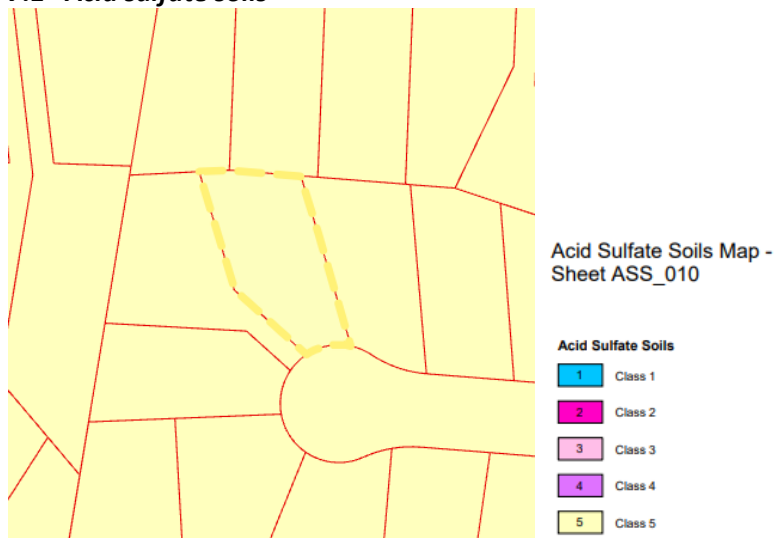 Acid Sulfate Soils Map -
Sheet ASS_010
Acid Sulfate Soils
1 Class 1
2 Class 2
3 Class 3
4 Class 4
5 Class 5